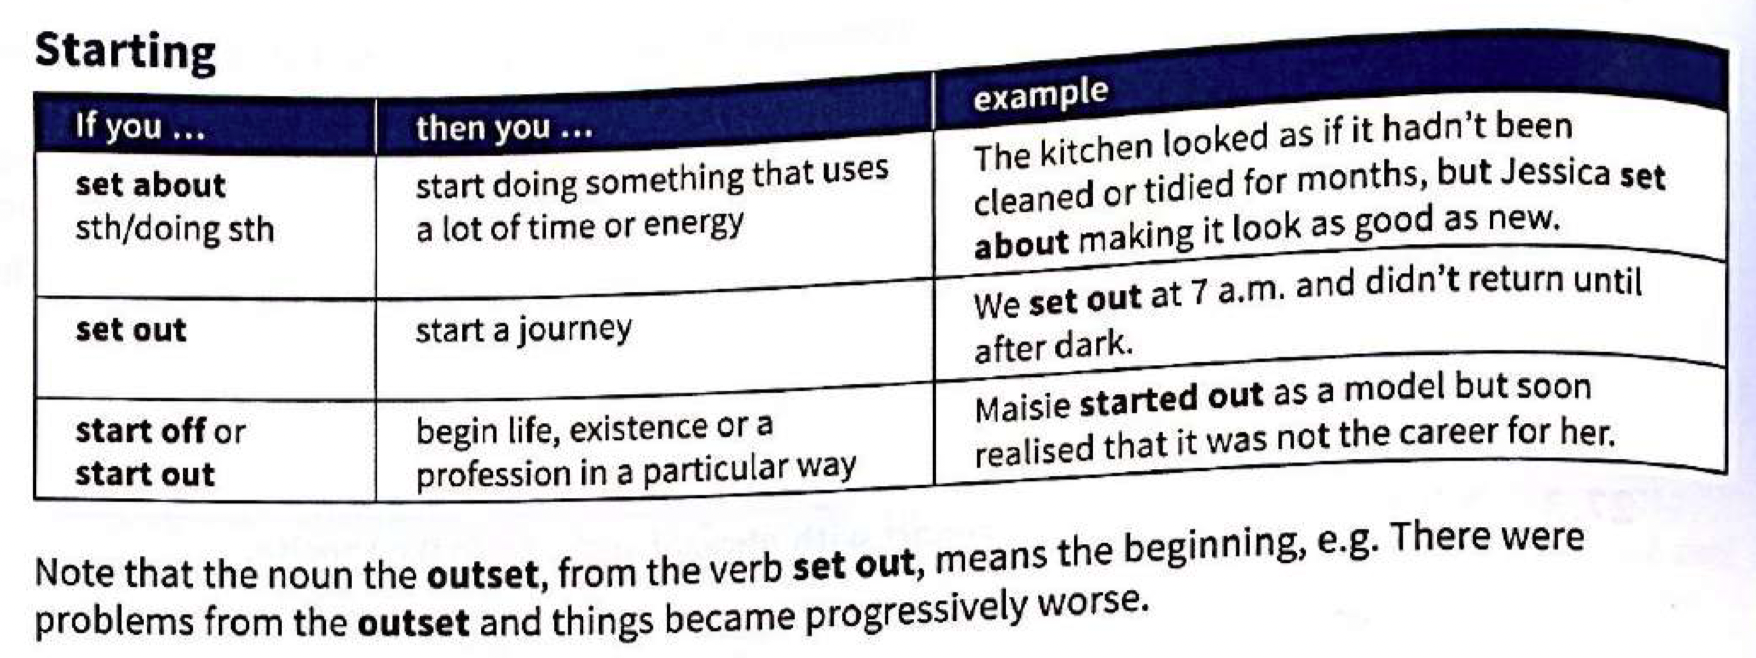 Starting
If you ...
then you ...
example
set about
sth/doing sth
start doing something that uses
a lot of time or energy
The kitchen looked as if it hadn't been
cleaned or tidied for months, but Jessica set
about making it look as good as new.
set out
start a journey
We set out at 7 a.m. and didn't return until
after dark.
start off or
start out
begin life, existence or a
profession in a particular way
Maisie started out as a model but soon
realised that it was not the career for her.
Note that the noun the outset, from the verb set out, means the beginning, e.g. There were
problems from the outset and things became progressively worse.